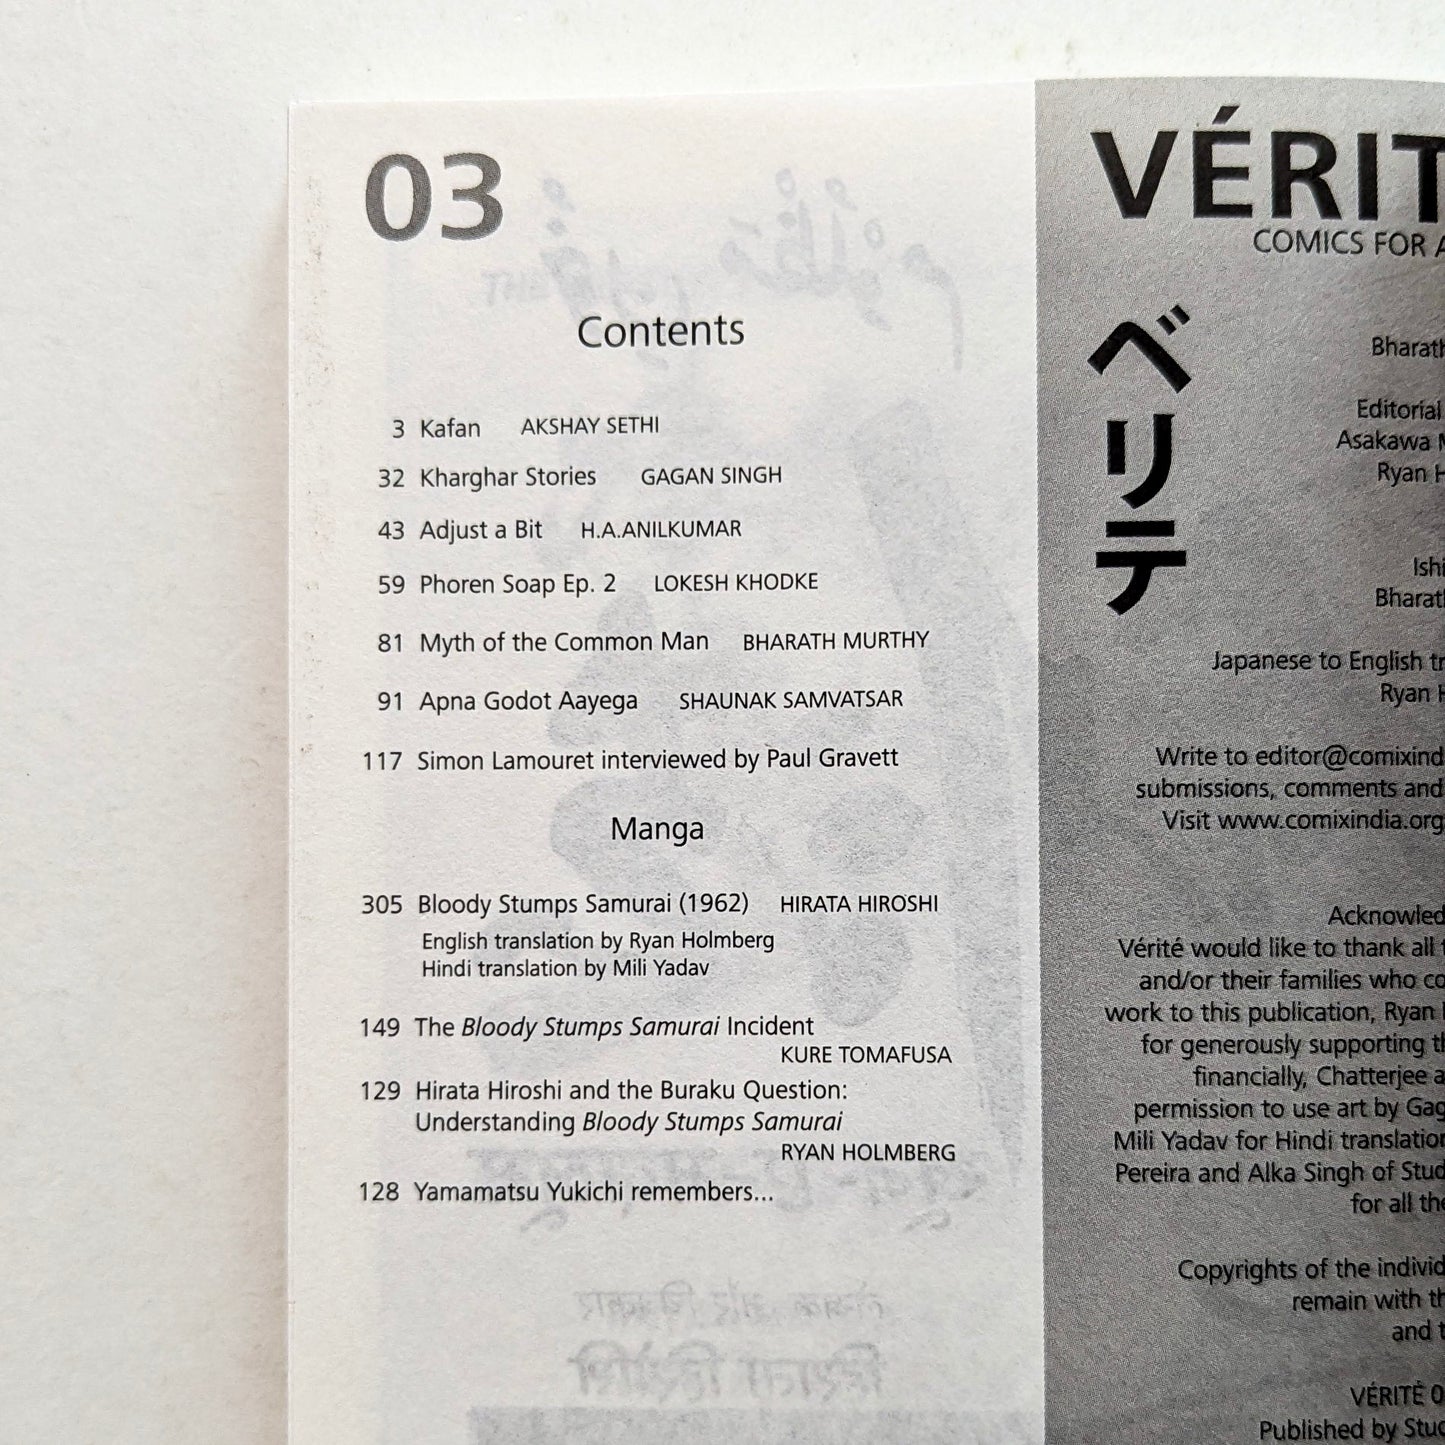 03
Contents
3 Kafan AKSHAY SETHI
32 Kharghar Stories GAGAN SINGH
43 Adjust a Bit H.A.ANILKUMAR
59 Phoren Soap Ep. 2 LOKESH KHODKE
81 Myth of the Common Man BHARATH MURTHY
91 Apna Godot Aayega SHAUNAK SAMVATSAR
117 Simon Lamouret interviewed by Paul Gravett
Manga
305 Bloody Stumps Samurai (1962) HIRATA HIROSHI
English translation by Ryan Holmberg
Hindi translation by Mili Yadav
149 The Bloody Stumps Samurai Incident
KURE TOMAFUSA
129 Hirata Hiroshi and the Buraku Question:
Understanding Bloody Stumps Samurai
RYAN HOLMBERG
128 Yamamatsu Yukichi remembers...
VÉRIT
COMICS FOR
ベリテ
Bharath
Editorial
Asakawa
Ryan
Ishi
Bharat
Japanese to English
Ryan
Write to editor@comixind
submissions, comments and
Visit www.comixindia.org
Acknowled
Vérité would like to thank all
and/or their families who co
work to this publication, Ryan
for generously supporting
financially, Chatterjee
permission to use art by Gag
Mili Yadav for Hindi translation
Pereira and Alka Singh of Stud
for all the
Copyrights of the individ
remain with
and
VÉRITÉ 0
Published by Stud